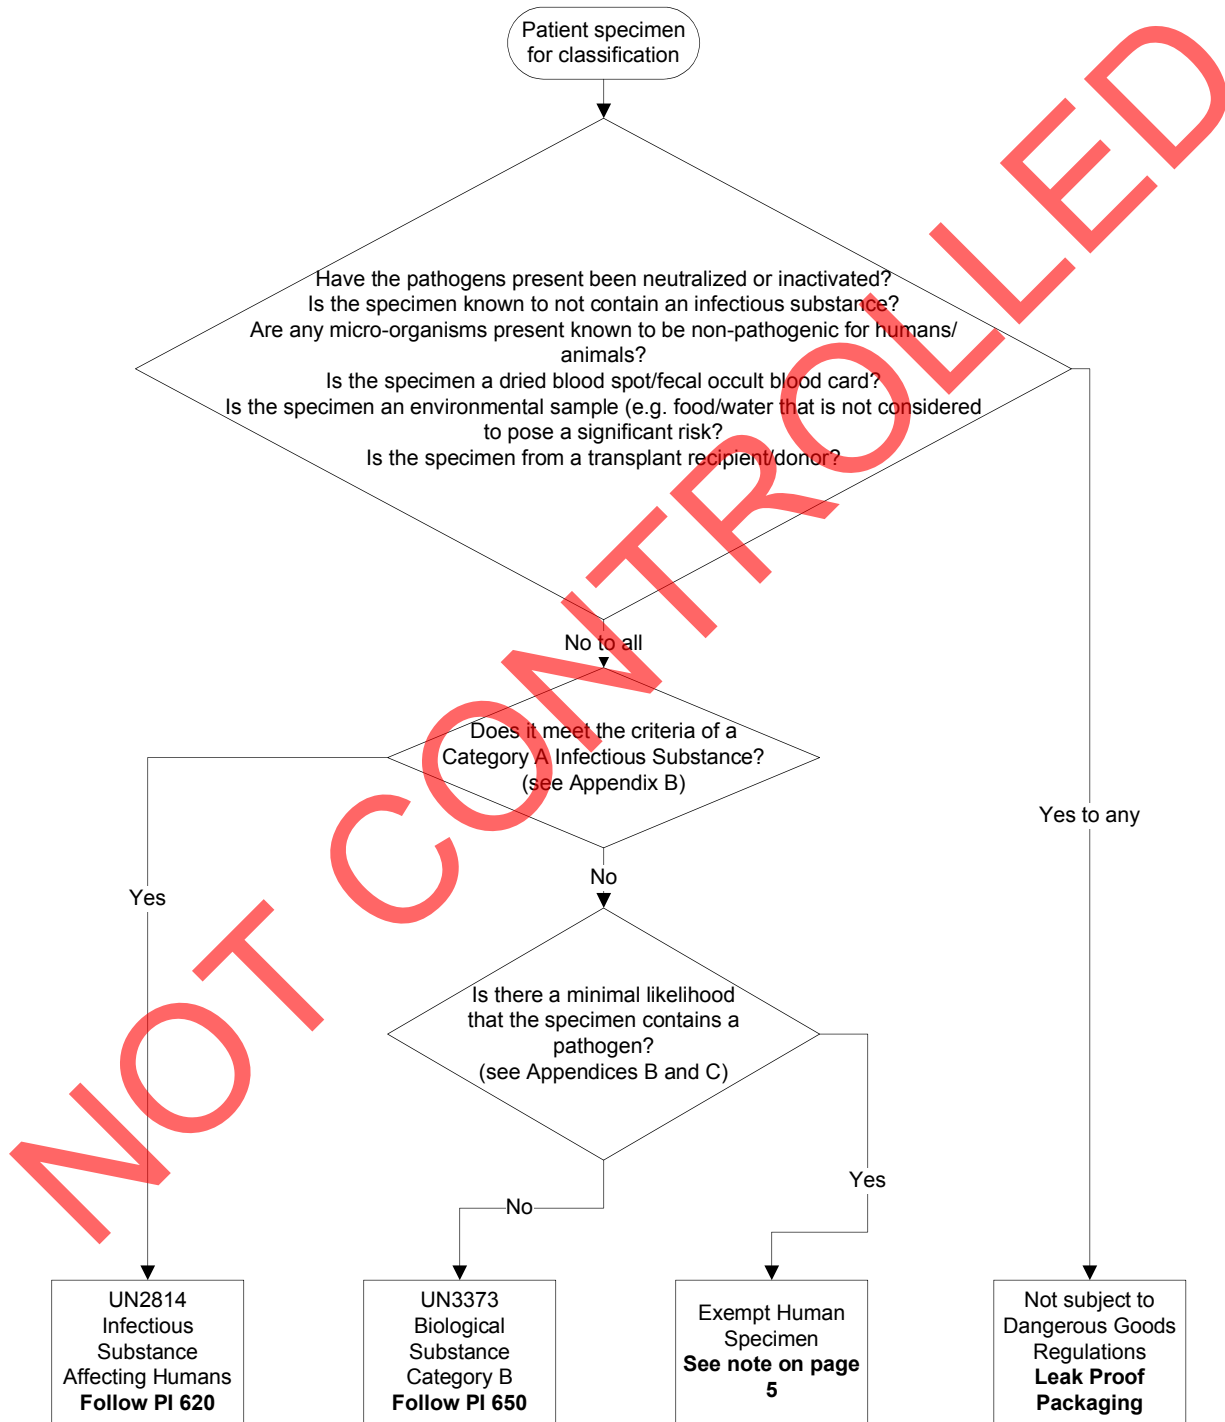 Patient specimen
for classification
Have the pathogens present been neutralized or inactivated?
Is the specimen known to not contain an infectious substance?
Are any micro-organisms present known to be non-pathogenic for humans/
animals?
Is the specimen a dried blood spot/fecal occult blood card?
Is the specimen an environmental sample (e.g. food/water that is not considered
to pose a significant risk?
Is the specimen from a transplant recipient/donor?
No to all
Does it meet the criteria of a
Category A Infectious Substance?
(see Appendix B)
Yes to any
Yes
No
Is there a minimal likelihood
that the specimen contains a
pathogen?
(see Appendices B and C)
Yes
No
UN2814
Infectious
Substance
Affecting Humans
Follow PI 620
UN3373
Biological
Substance
Category B
Follow PI 650
Exempt Human
Specimen
See note on page
5
Not subject to
Dangerous Goods
Regulations
Leak Proof
Packaging
NOT CONTROLLED